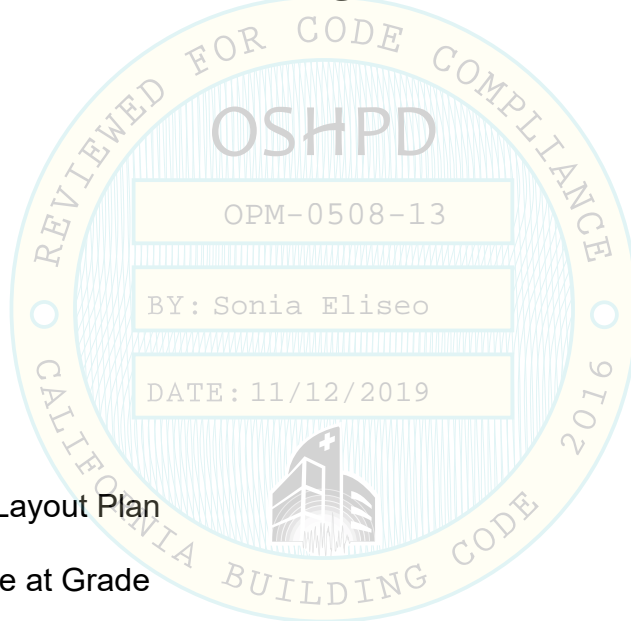 REVIEWED FOR CODE COMPLIANCE
OSHPD
OPM-0508-13
BY: Sonia Eliseo
DATE: 11/12/2019
CALIFORNIA BUILDING CODE 2016
Layout Plan
e at Grade